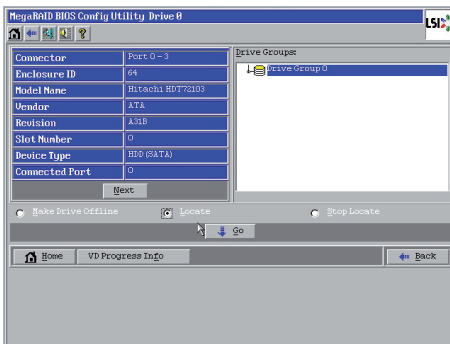 MegaRAID BIOS Config Utility Drive 0
LSI
Connector Port 0 - 3
Enclosure ID 64
Model Name Hitachi HDT72103
Vendor ATA
Revision A31B
Slot Number 0
Device Type HDD (SATA)
Connected Port 0
Next
Drive Groups:
Drive Group 0
Make Drive Offline Locate Stop Locate
Go
Home VD Progress Info Back